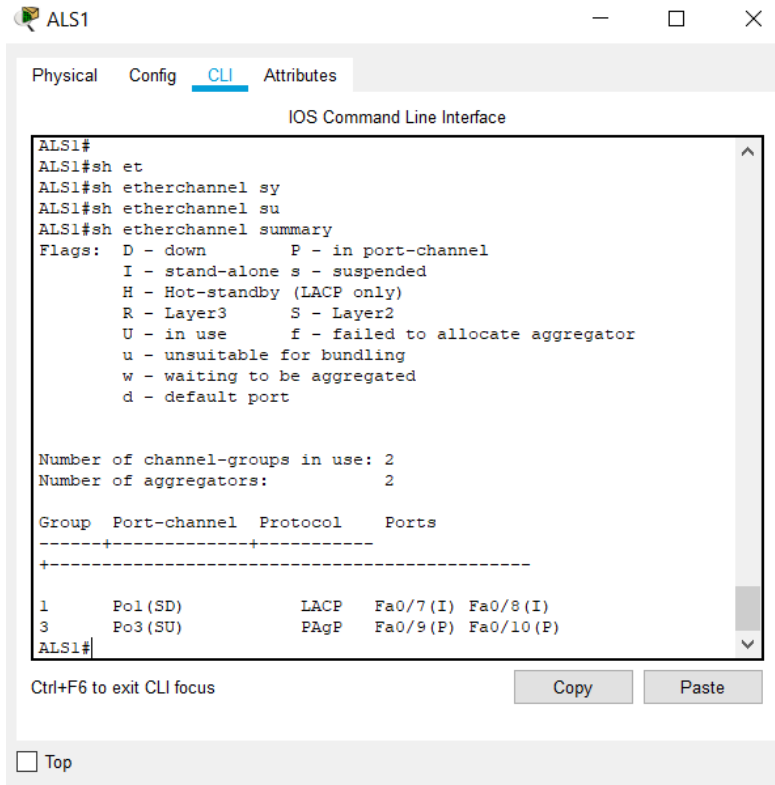 ALS1
Physical Config CLI Attributes
IOS Command Line Interface
ALS1#
ALS1#sh et
ALS1#sh etherchannel sy
ALS1#sh etherchannel su
ALS1#sh etherchannel summary
Flags:  D - down        P - in port-channel
        I - stand-alone s - suspended
        H - Hot-standby (LACP only)
        R - Layer3      S - Layer2
        U - in use      f - failed to allocate aggregator
        u - unsuitable for bundling
        w - waiting to be aggregated
        d - default port
Number of channel-groups in use: 2
Number of aggregators:           2
Group  Port-channel  Protocol    Ports
------+-------------+-----------
+----------------------------------------------
1      Po1(SD)           LACP   Fa0/7(I) Fa0/8(I)
3      Po3(SU)           PAgP   Fa0/9(P) Fa0/10(P)
ALS1#
Ctrl+F6 to exit CLI focus
Copy
Paste
Top